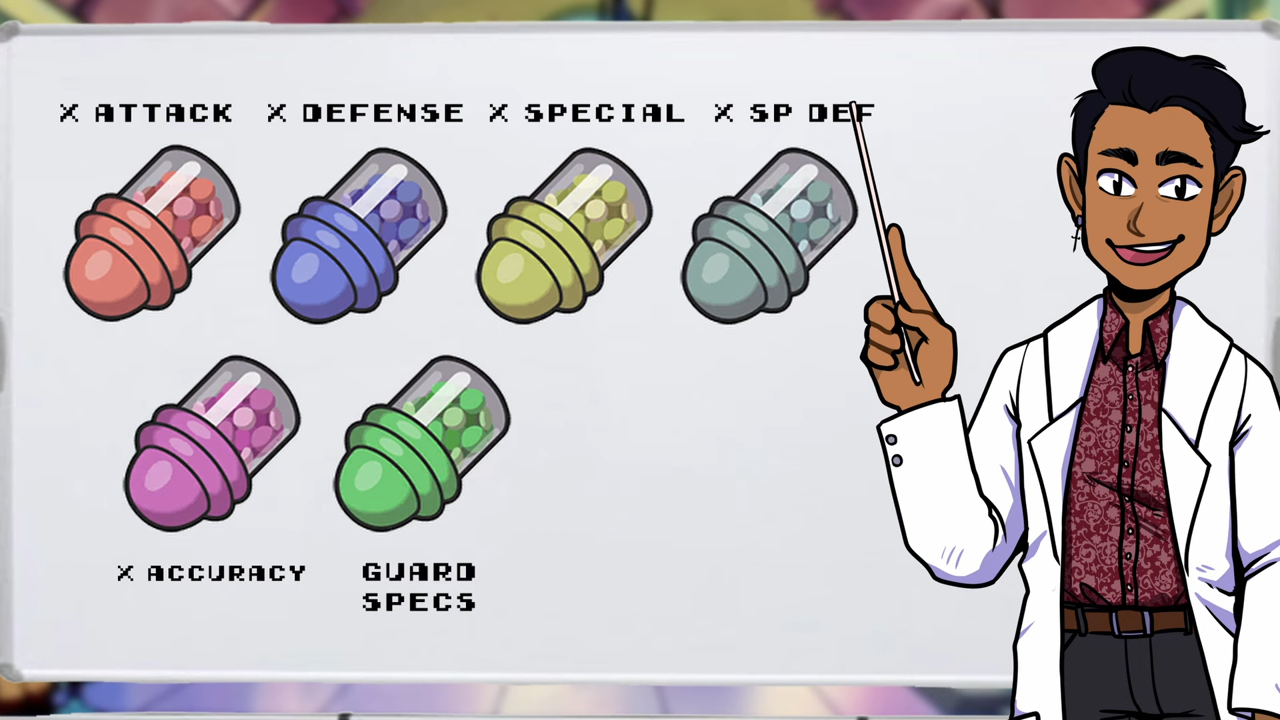 X ATTACK X DEFENSE X SPECIAL X SP DEF
X ACCURACY GUARD
SPECS